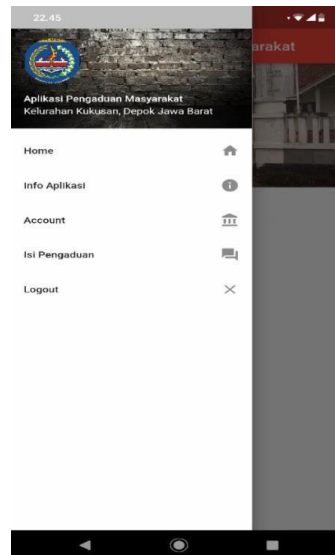 22.45
arakat
Aplikasi Pengaduan Masyarakat
Kelurahan Kukusan, Depok Jawa Barat
Home
Info Aplikasi
Account
Isi Pengaduan
Logout